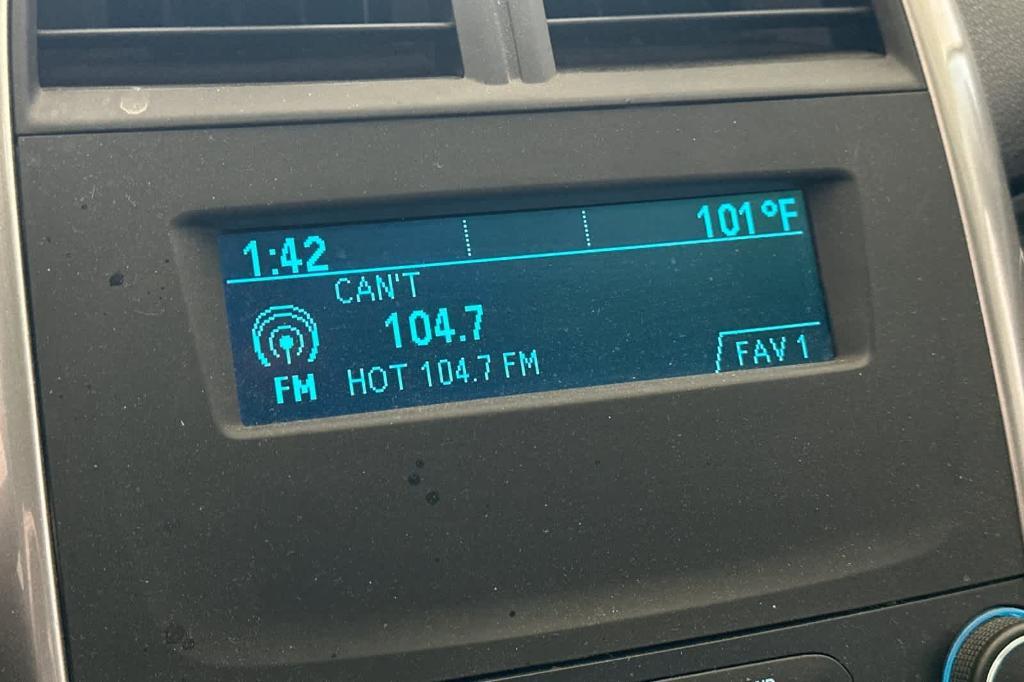 1:42 101°F
CAN'T
104.7
FM HOT 104.7 FM FAV 1